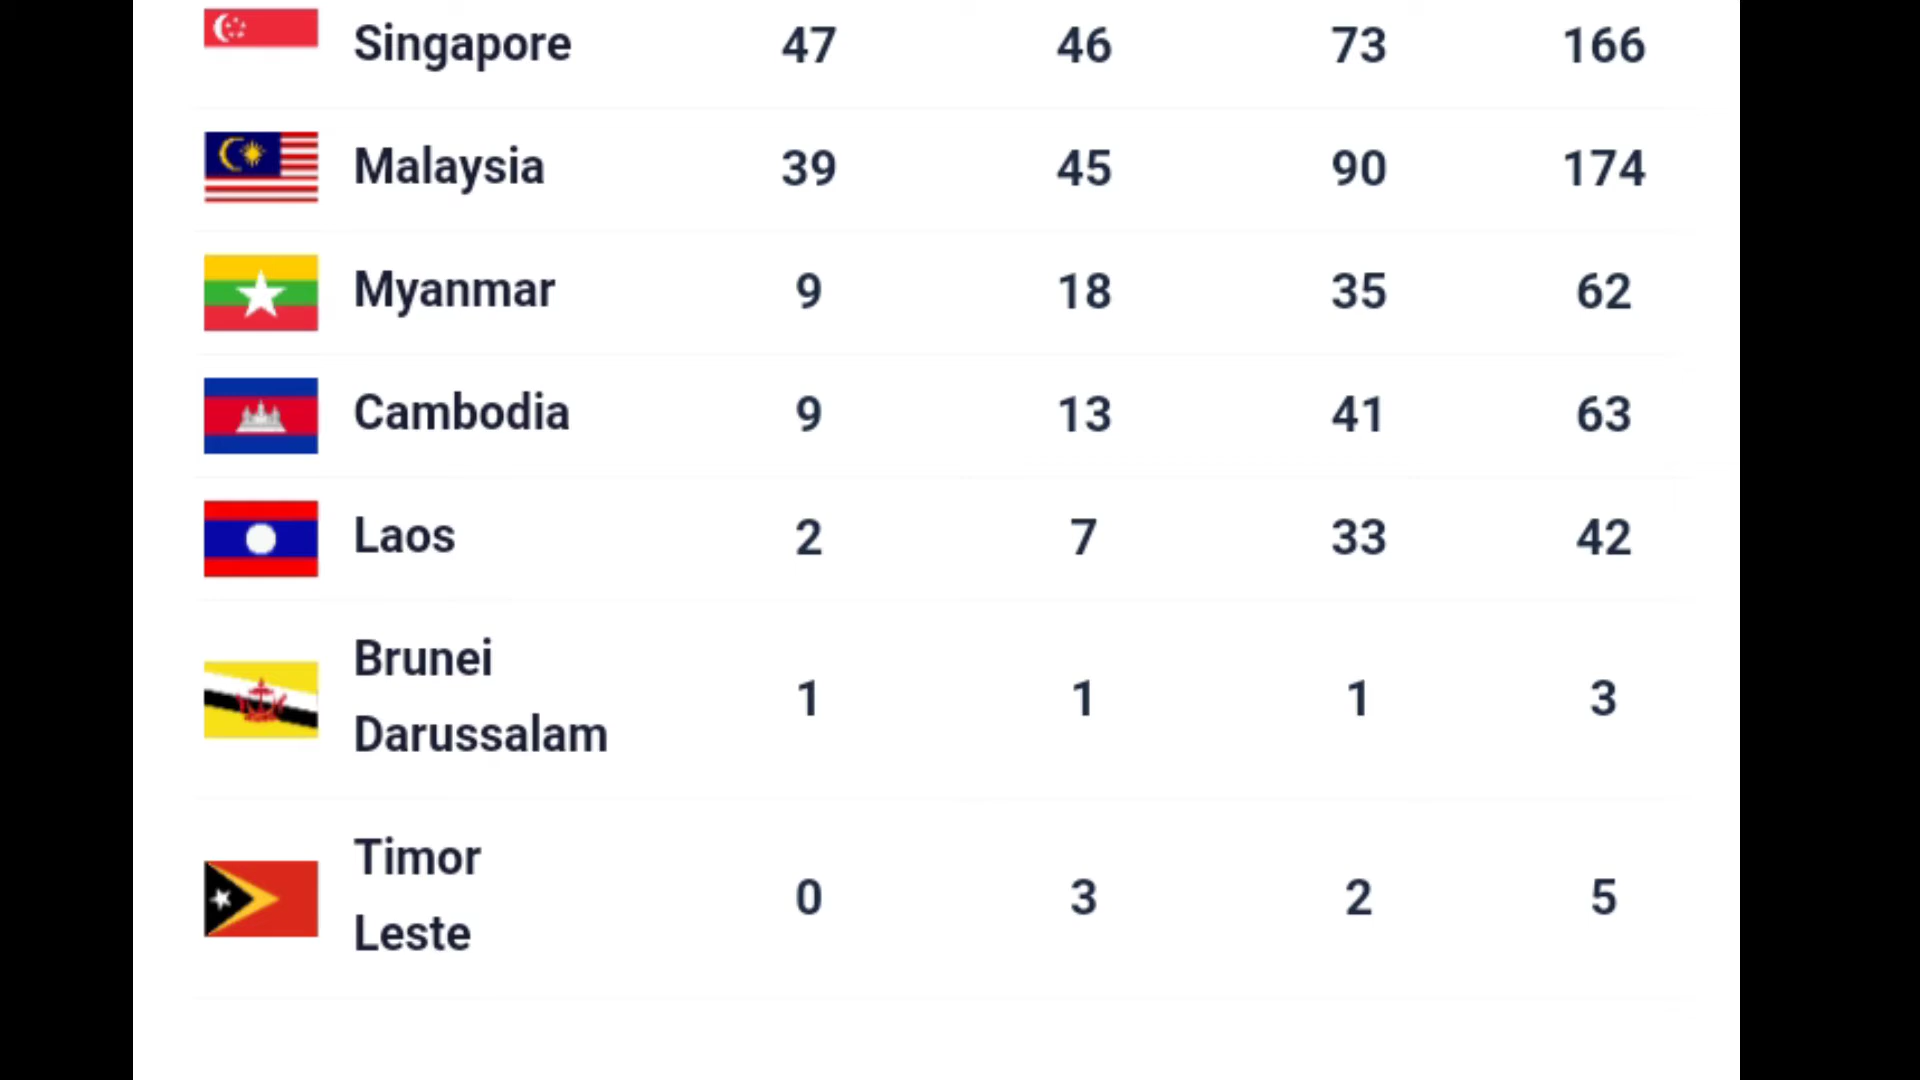 Singapore 47 46 73 166
Malaysia 39 45 90 174
Myanmar 9 18 35 62
Cambodia 9 13 41 63
Laos 2 7 33 42
Brunei
Darussalam 1 1 1 3
Timor
Leste 0 3 2 5